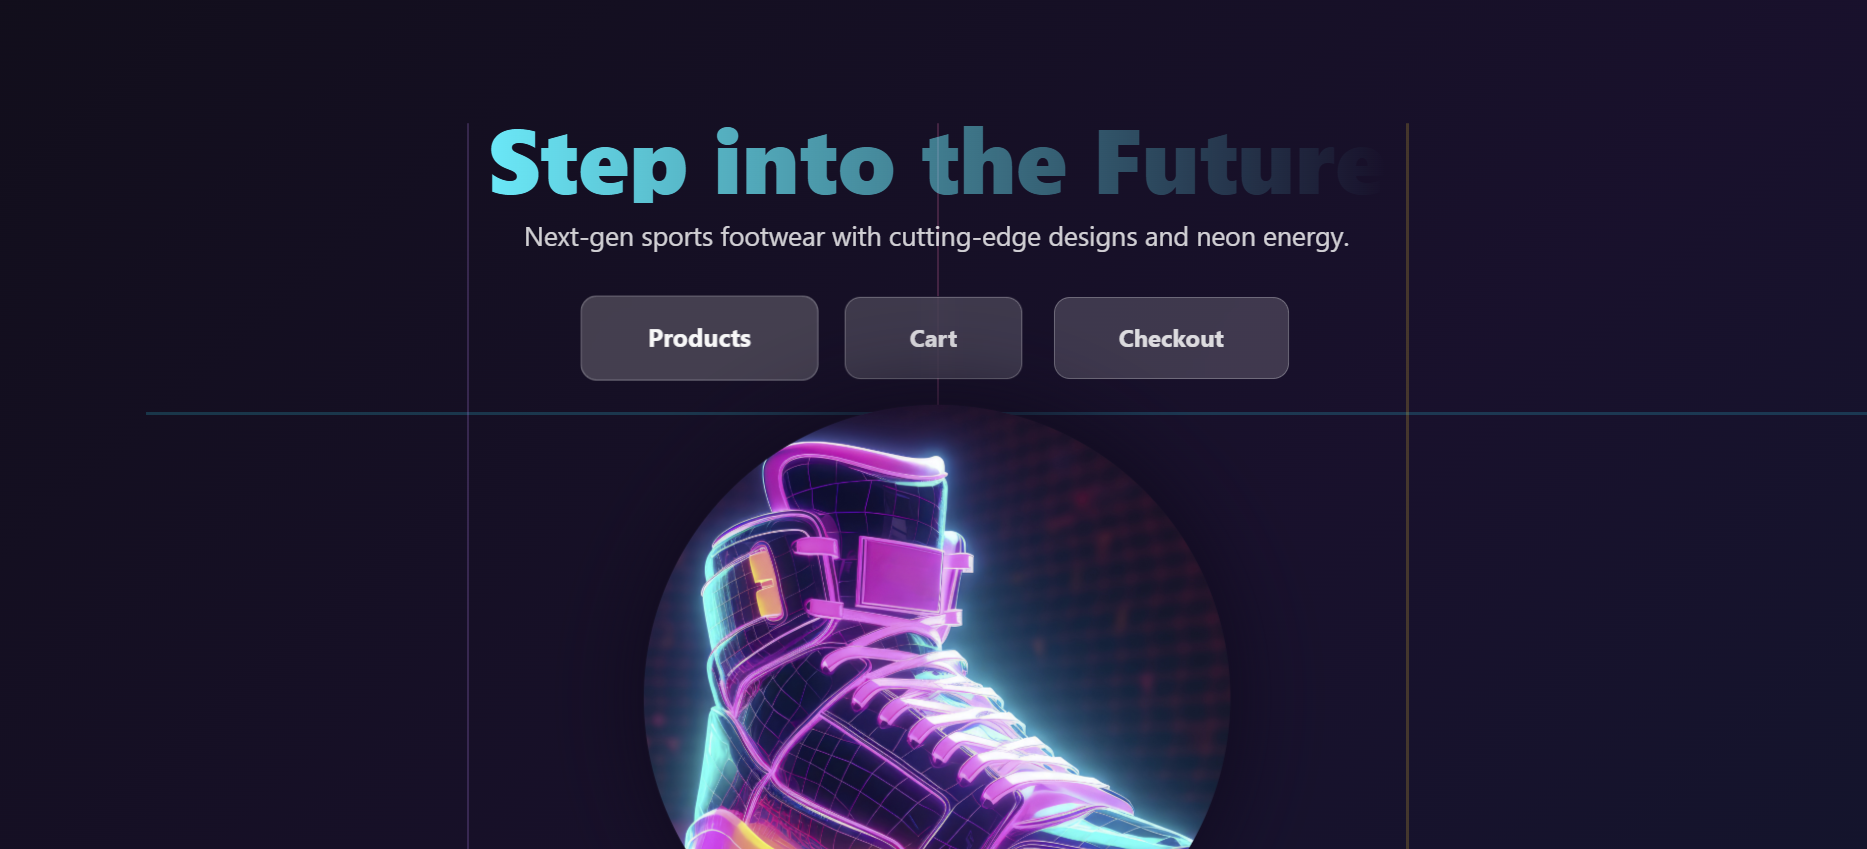 Step into the Future
Next-gen sports footwear with cutting-edge designs and neon energy.
Products
Cart
Checkout